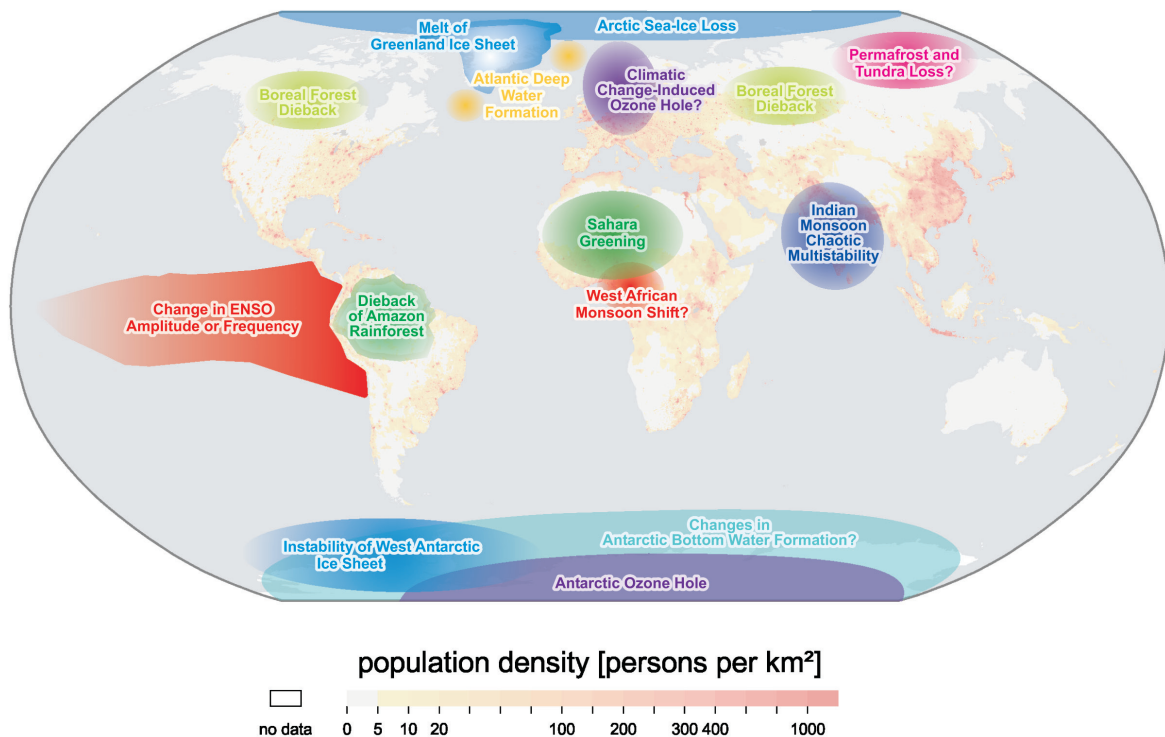 Melt of
Greenland Ice Sheet
Arctic Sea-Ice Loss
Permafrost and
Tundra Loss?
Atlantic Deep
Water
Formation
Climatic
Change-Induced
Ozone Hole?
Boreal Forest
Dieback
Boreal Forest
Dieback
Sahara
Greening
Indian
Monsoon
Chaotic
Multistability
West African
Monsoon Shift?
Change in ENSO
Amplitude or Frequency
Dieback
of Amazon
Rainforest
Changes in
Antarctic Bottom Water Formation?
Instability of West Antarctic
Ice Sheet
Antarctic Ozone Hole
population density [persons per km²]
no data 0 5 10 20 100 200 300 400 1000